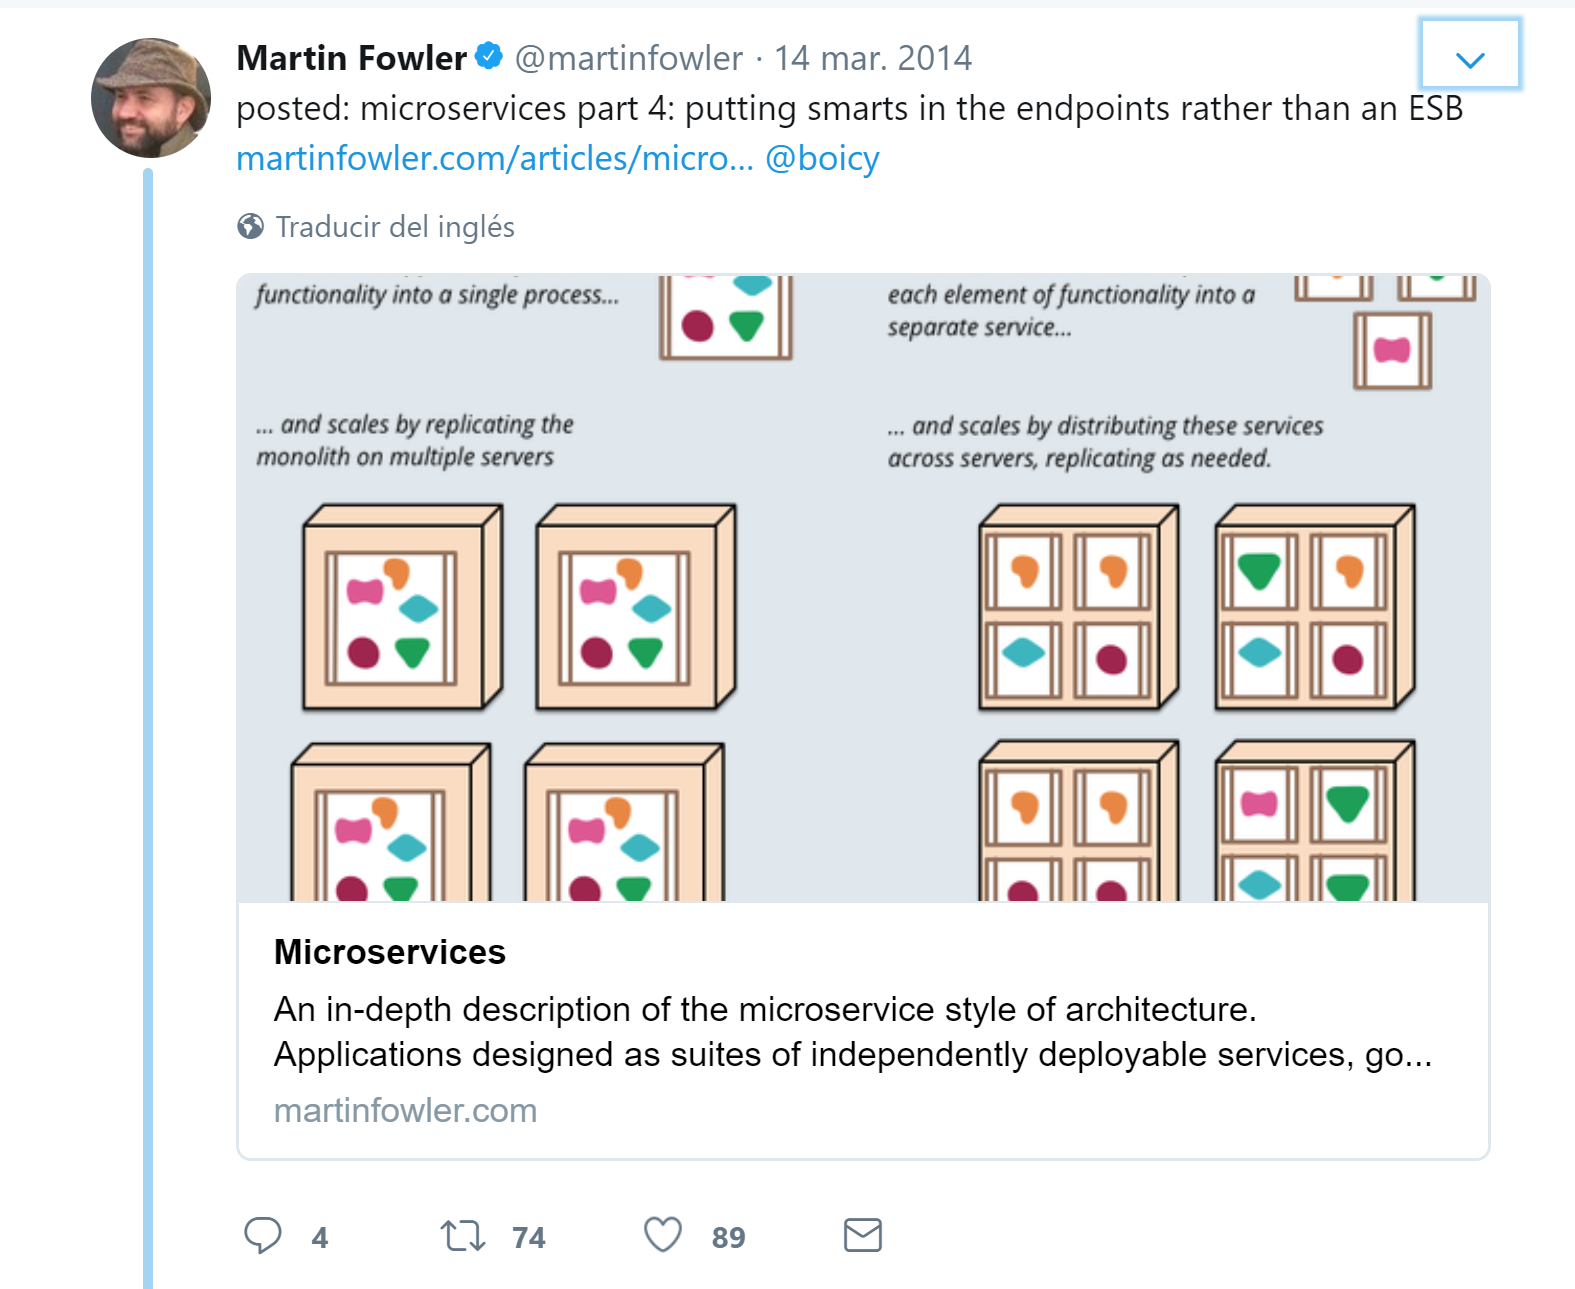 Martin Fowler @martinfowler · 14 mar. 2014
posted: microservices part 4: putting smarts in the endpoints rather than an ESB
martinfowler.com/articles/micro... @boicy
Traducir del inglés
functionality into a single process...
each element of functionality into a
separate service...
... and scales by replicating the
monolith on multiple servers
... and scales by distributing these services
across servers, replicating as needed.
Microservices
An in-depth description of the microservice style of architecture.
Applications designed as suites of independently deployable services, go...
martinfowler.com
4 74 89